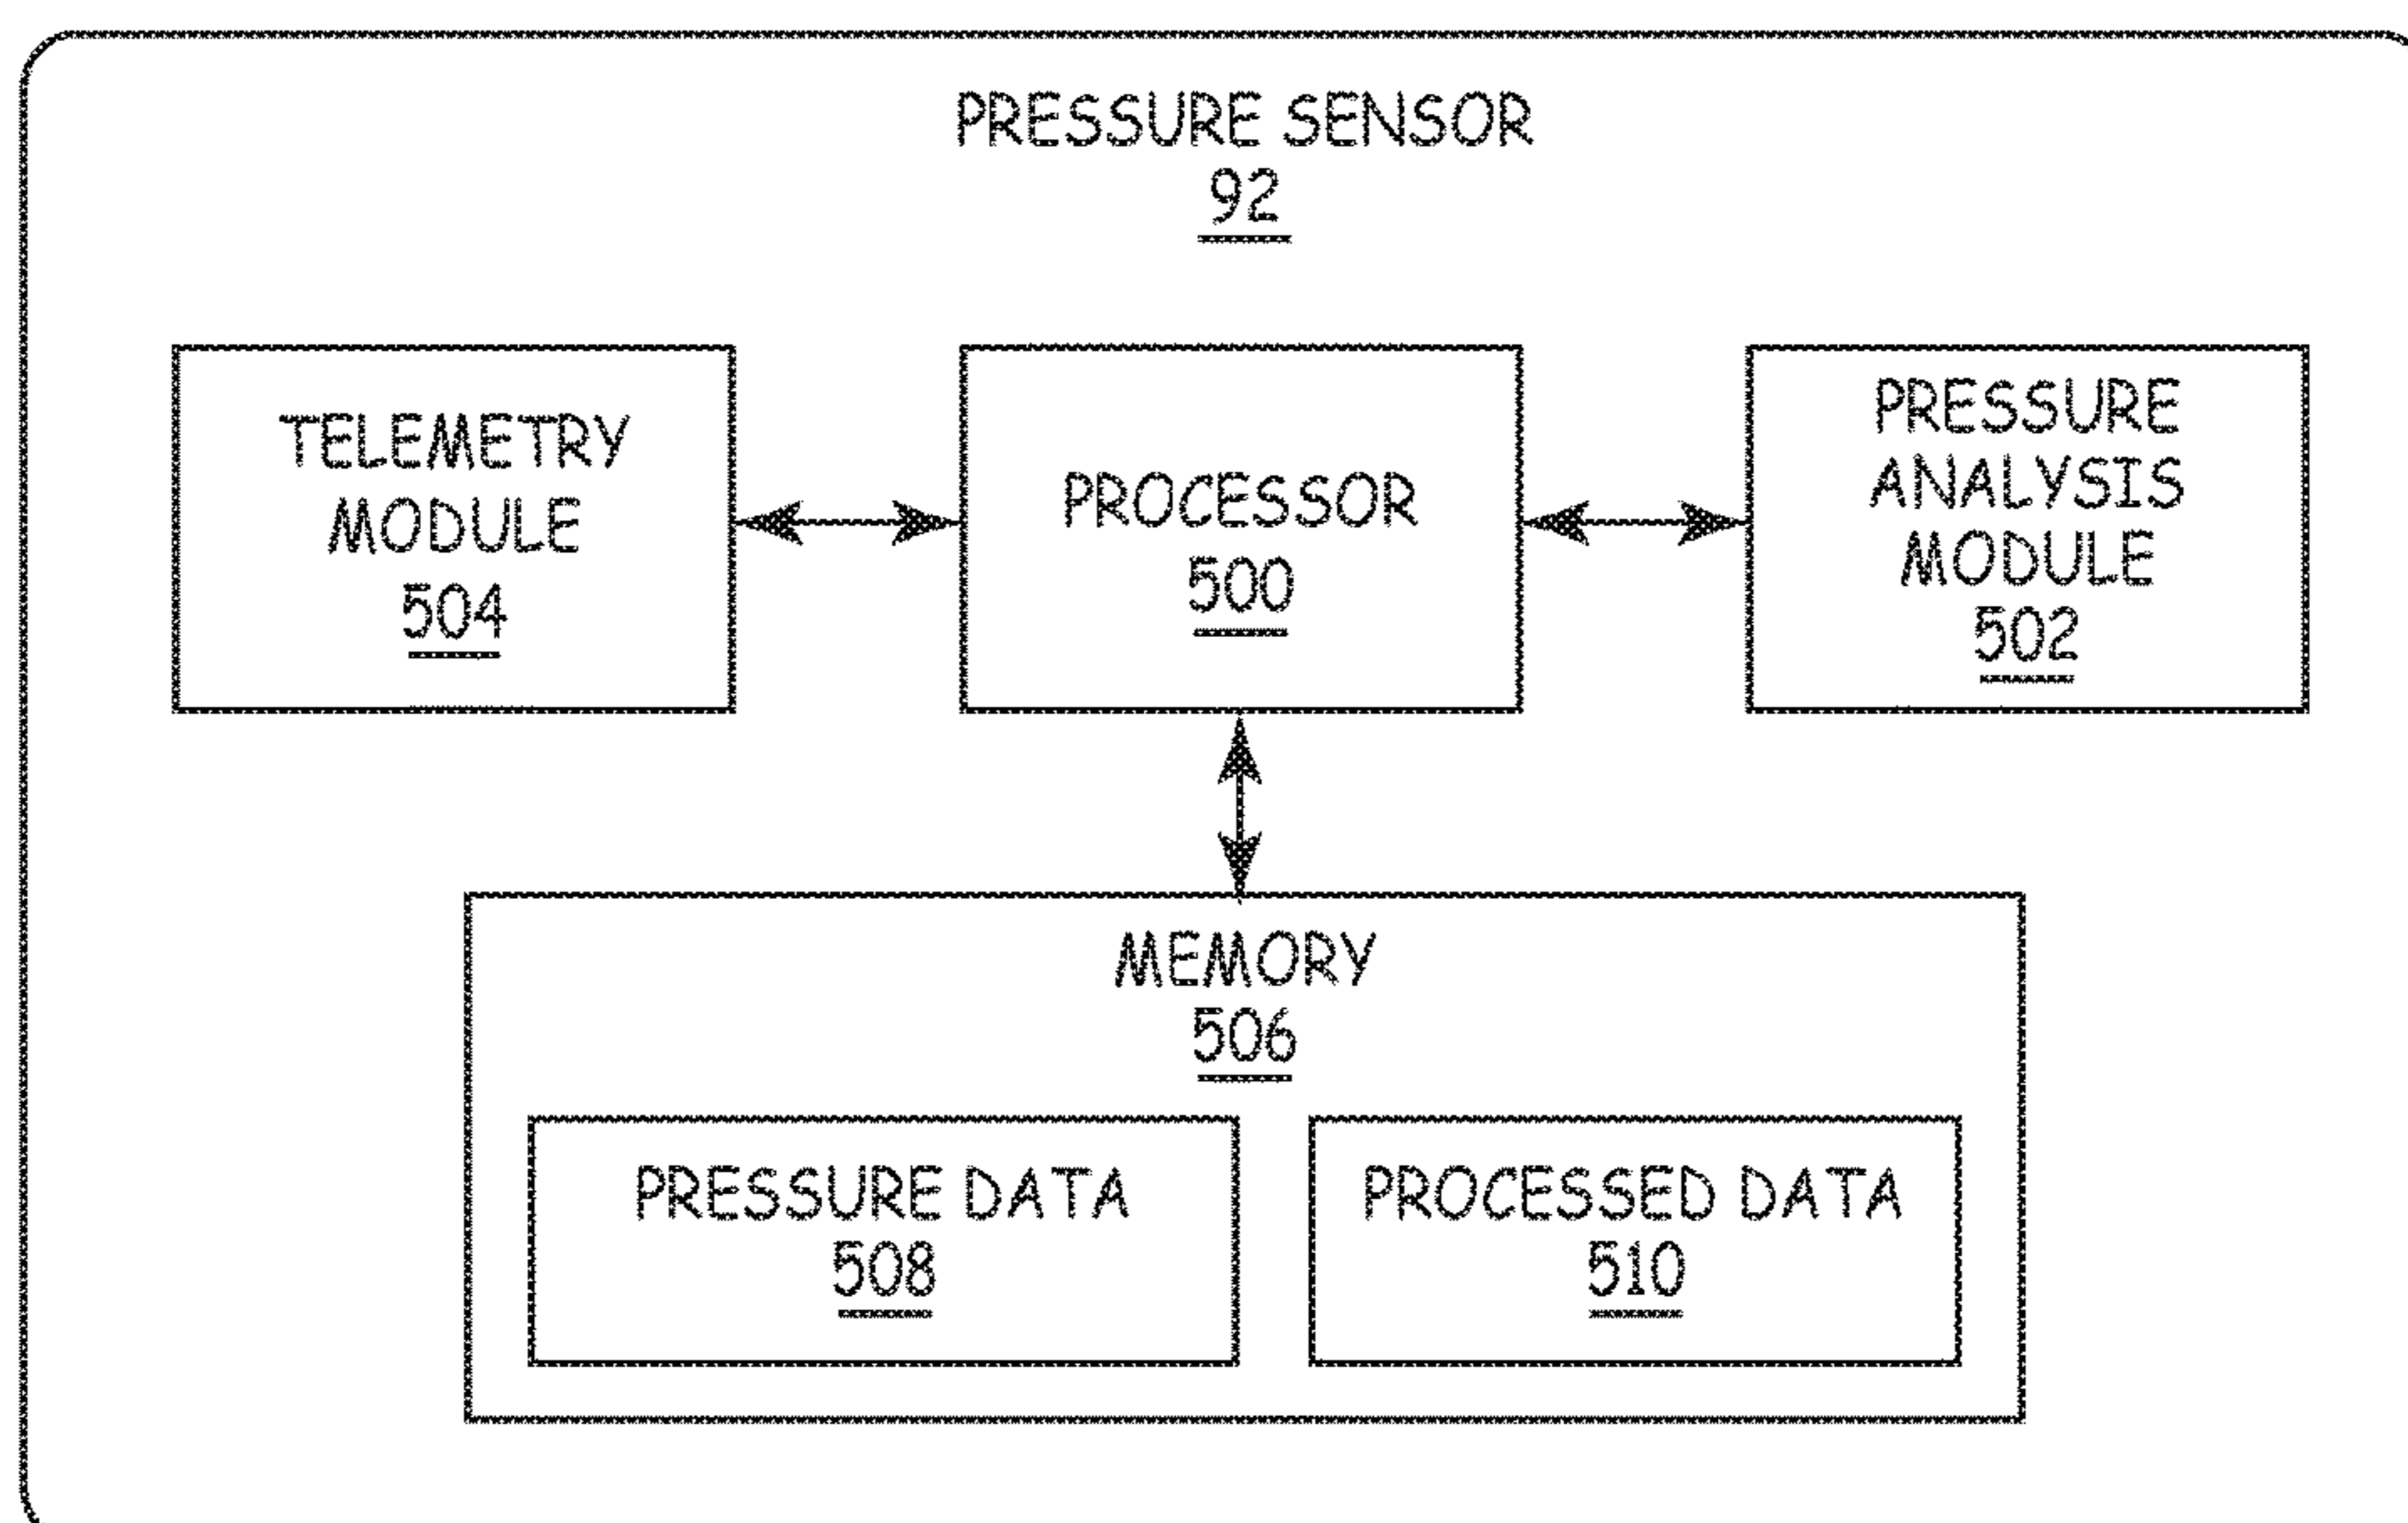 PRESSURE SENSOR
92
TELEMETRY
MODULE
504
PROCESSOR
500
PRESSURE
ANALYSIS
MODULE
502
MEMORY
506
PRESSURE DATA
508
PROCESSED DATA
510